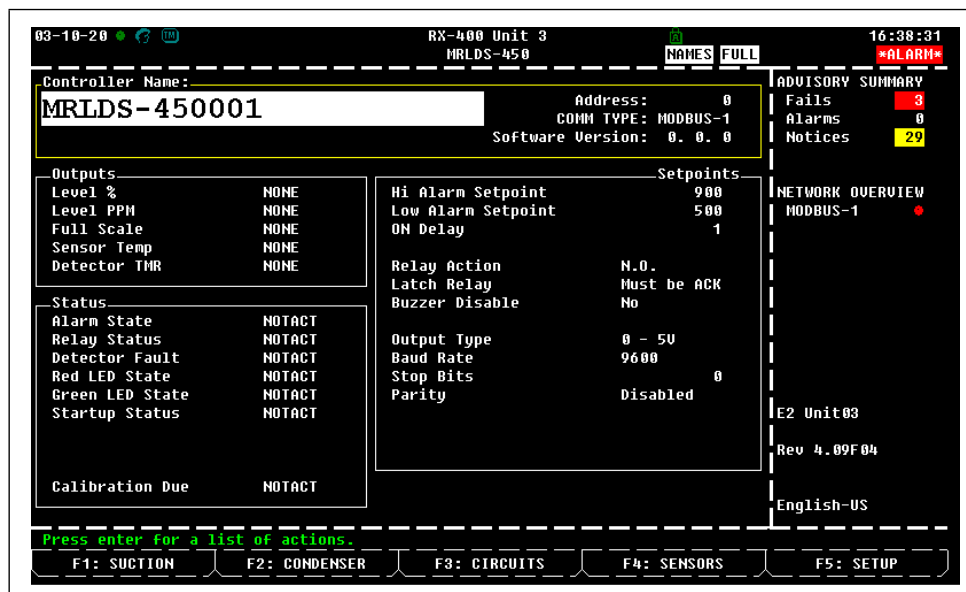 03-10-20 RX-400 Unit 3 16:38:31
MRLDS-450 NAMES FULL *ALARM*
Controller Name:
MRLDS-450001
Address: 0
COMM TYPE: MODBUS-1
Software Version: 0. 0. 0
Outputs
Level % NONE
Level PPM NONE
Full Scale NONE
Sensor Temp NONE
Detector TMR NONE
Status
Alarm State NOTACT
Relay Status NOTACT
Detector Fault NOTACT
Red LED State NOTACT
Green LED State NOTACT
Startup Status NOTACT
Calibration Due NOTACT
Setpoints
Hi Alarm Setpoint 900
Low Alarm Setpoint 500
ON Delay 1
Relay Action N.O.
Latch Relay Must be ACK
Buzzer Disable No
Output Type 0 - 5V
Baud Rate 9600
Stop Bits 0
Parity Disabled
ADVISORY SUMMARY
Fails 3
Alarms 0
Notices 29
NETWORK OVERVIEW
MODBUS-1
E2 Unit03
Rev 4.09F04
English-US
Press enter for a list of actions.
F1: SUCTION F2: CONDENSER F3: CIRCUITS F4: SENSORS F5: SETUP